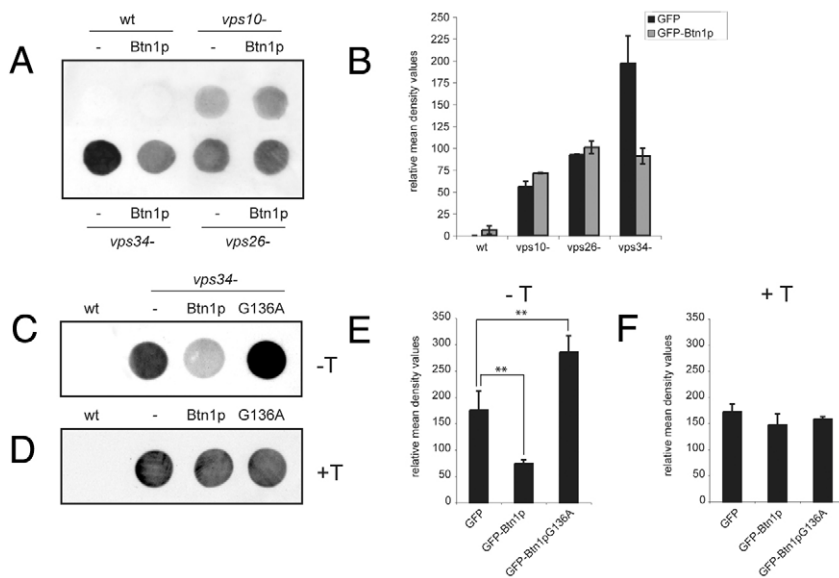 A
wt
vps10-
-
Btn1p
-
Btn1p
-
Btn1p
-
Btn1p
vps34-
vps26-
B
GFP
GFP-Btn1p
relative mean density values
250
225
200
175
150
125
100
75
50
25
0
wt
vps10-
vps26-
vps34-
C
vps34-
wt
-
Btn1p
G136A
-T
D
wt
-
Btn1p
G136A
+T
E
- T
relative mean density values
350
300
250
200
150
100
50
0
**
**
GFP
GFP-Btn1p
GFP-Btn1pG136A
F
+ T
relative mean density values
350
300
250
200
150
100
50
0
GFP
GFP-Btn1p
GFP-Btn1pG136A